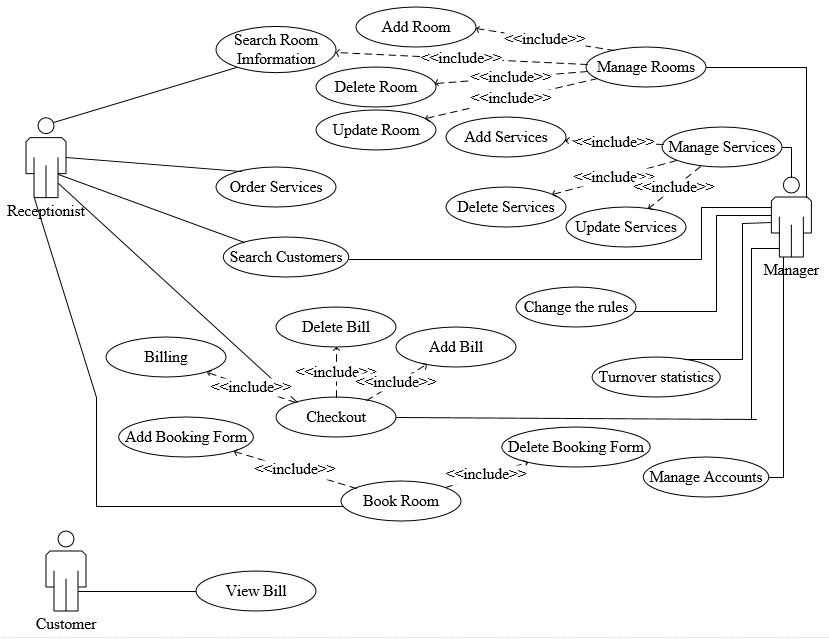 Add Room
Search Room
Imformation
<<include>>
<<include>>
Manage Rooms
<<include>>
Delete Room
<<include>>
Update Room
Add Services
<<include>>
Manage Services
<<include>>
<<include>>
Order Services
Delete Services
Receptionist
Update Services
Search Customers
Manager
Change the rules
Delete Bill
Add Bill
Billing
<<include>>
<<include>>
<<include>>
Turnover statistics
Checkout
Add Booking Form
Delete Booking Form
<<include>>
<<include>>
Manage Accounts
Book Room
View Bill
Customer